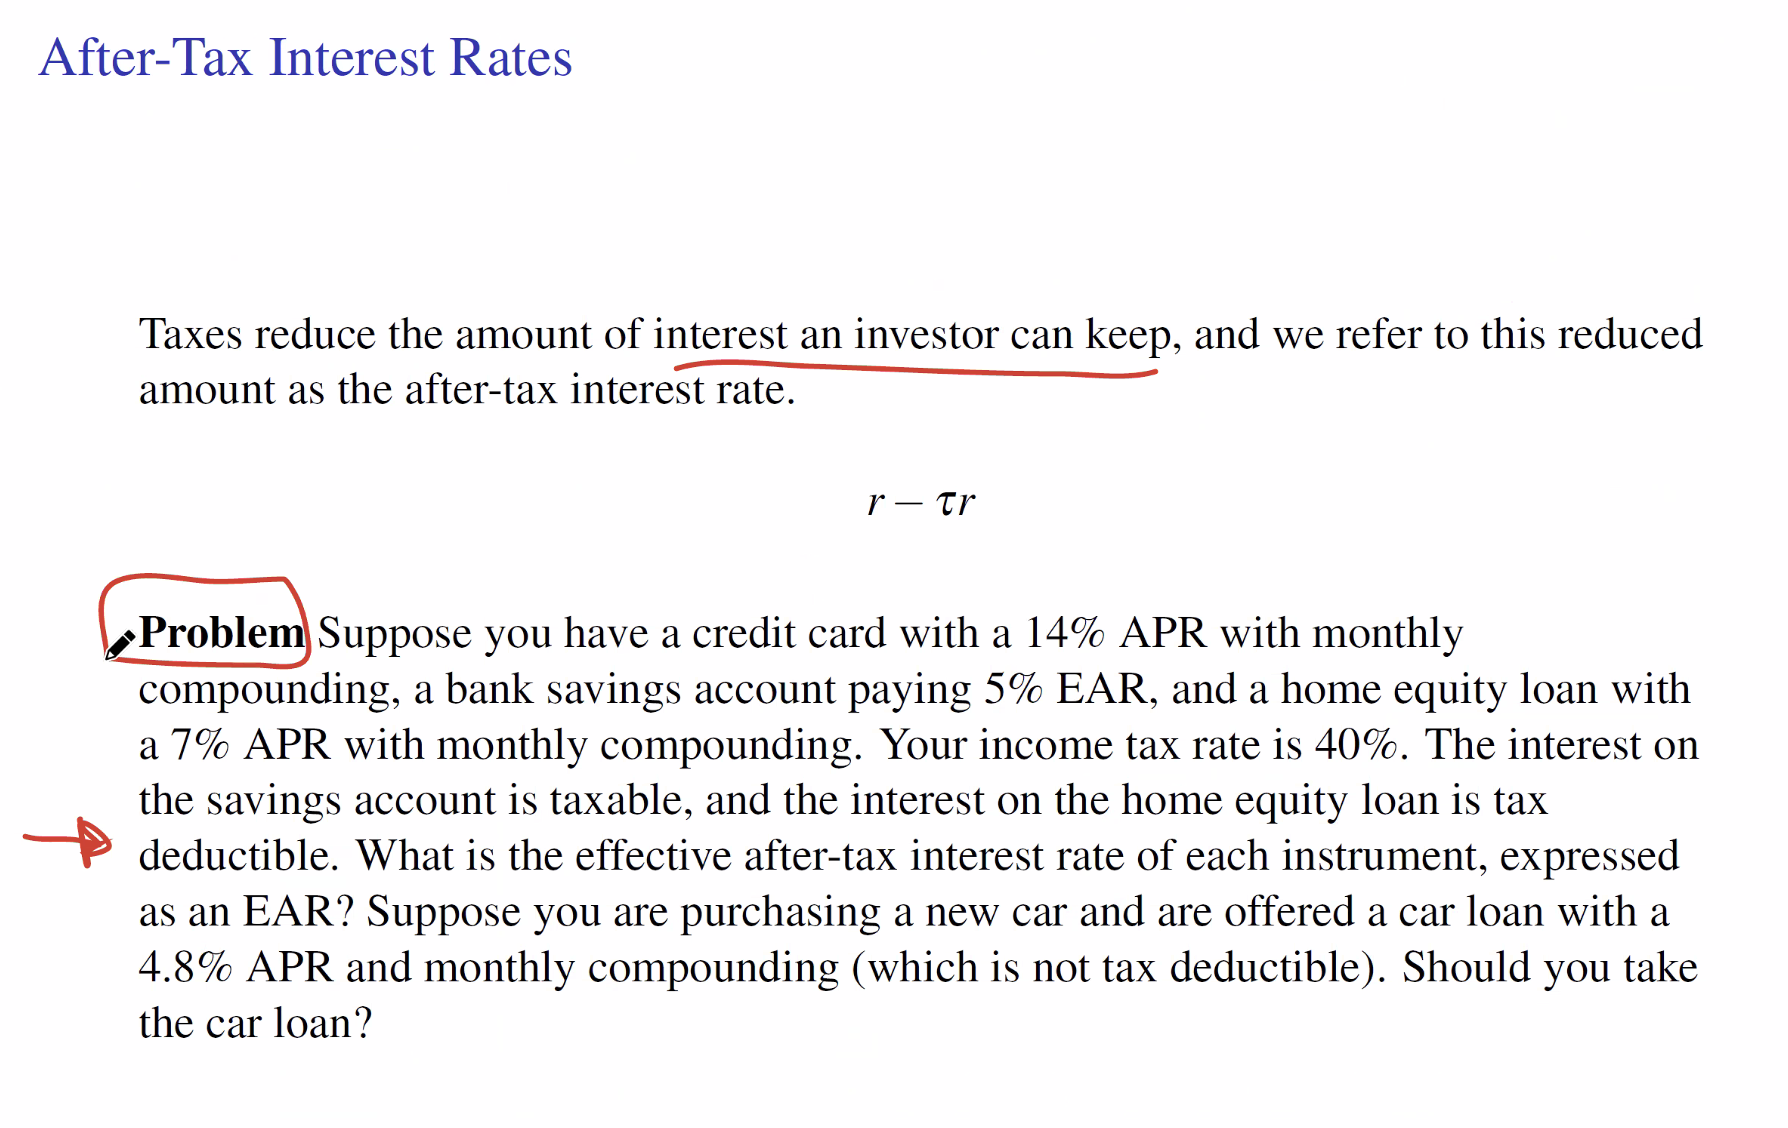 After-Tax Interest Rates
Taxes reduce the amount of interest an investor can keep, and we refer to this reduced
amount as the after-tax interest rate.
r − τr
Problem Suppose you have a credit card with a 14% APR with monthly
compounding, a bank savings account paying 5% EAR, and a home equity loan with
a 7% APR with monthly compounding. Your income tax rate is 40%. The interest on
the savings account is taxable, and the interest on the home equity loan is tax
deductible. What is the effective after-tax interest rate of each instrument, expressed
as an EAR? Suppose you are purchasing a new car and are offered a car loan with a
4.8% APR and monthly compounding (which is not tax deductible). Should you take
the car loan?